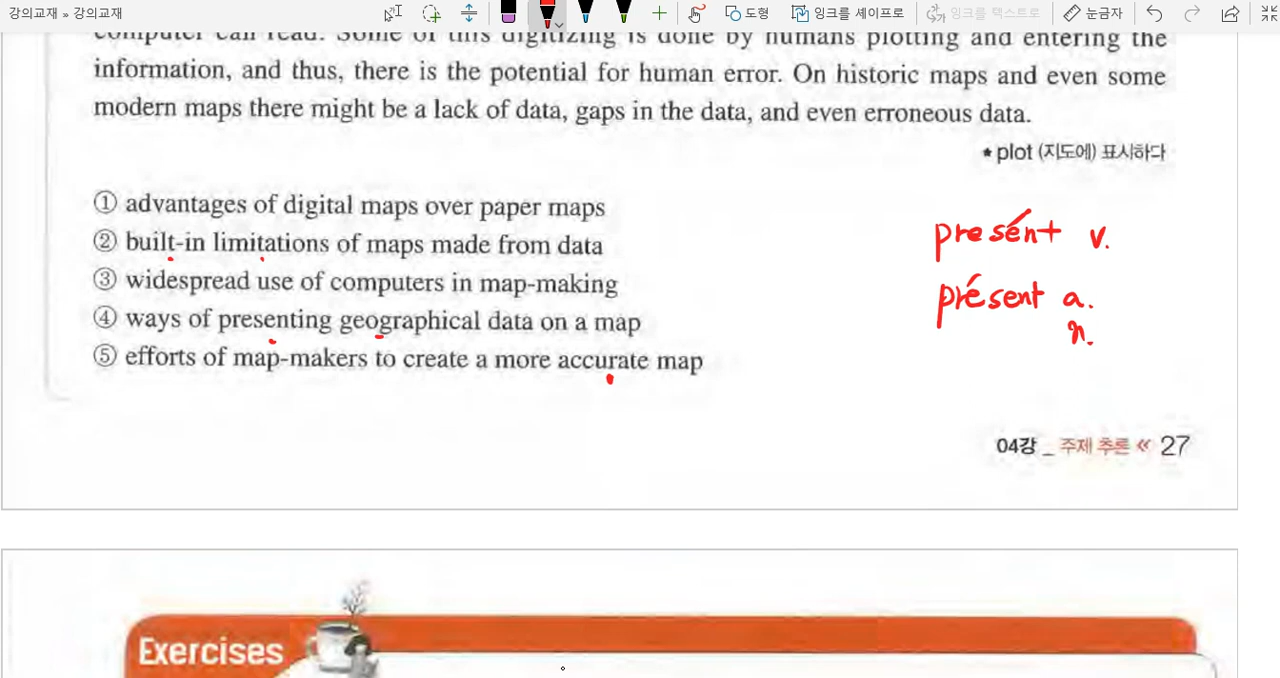 강의교재 » 강의교재
도형
잉크를 셰이프로
잉크를 텍스트로
눈금자
computer can read. Some of this digitizing is done by humans plotting and entering the
information, and thus, there is the potential for human error. On historic maps and even some
modern maps there might be a lack of data, gaps in the data, and even erroneous data.
* plot (지도에) 표시하다
① advantages of digital maps over paper maps
② built-in limitations of maps made from data
③ widespread use of computers in map-making
④ ways of presenting geographical data on a map
⑤ efforts of map-makers to create a more accurate map
presént v.
présent a.
n.
04강 _ 주제 추론 « 27
Exercises